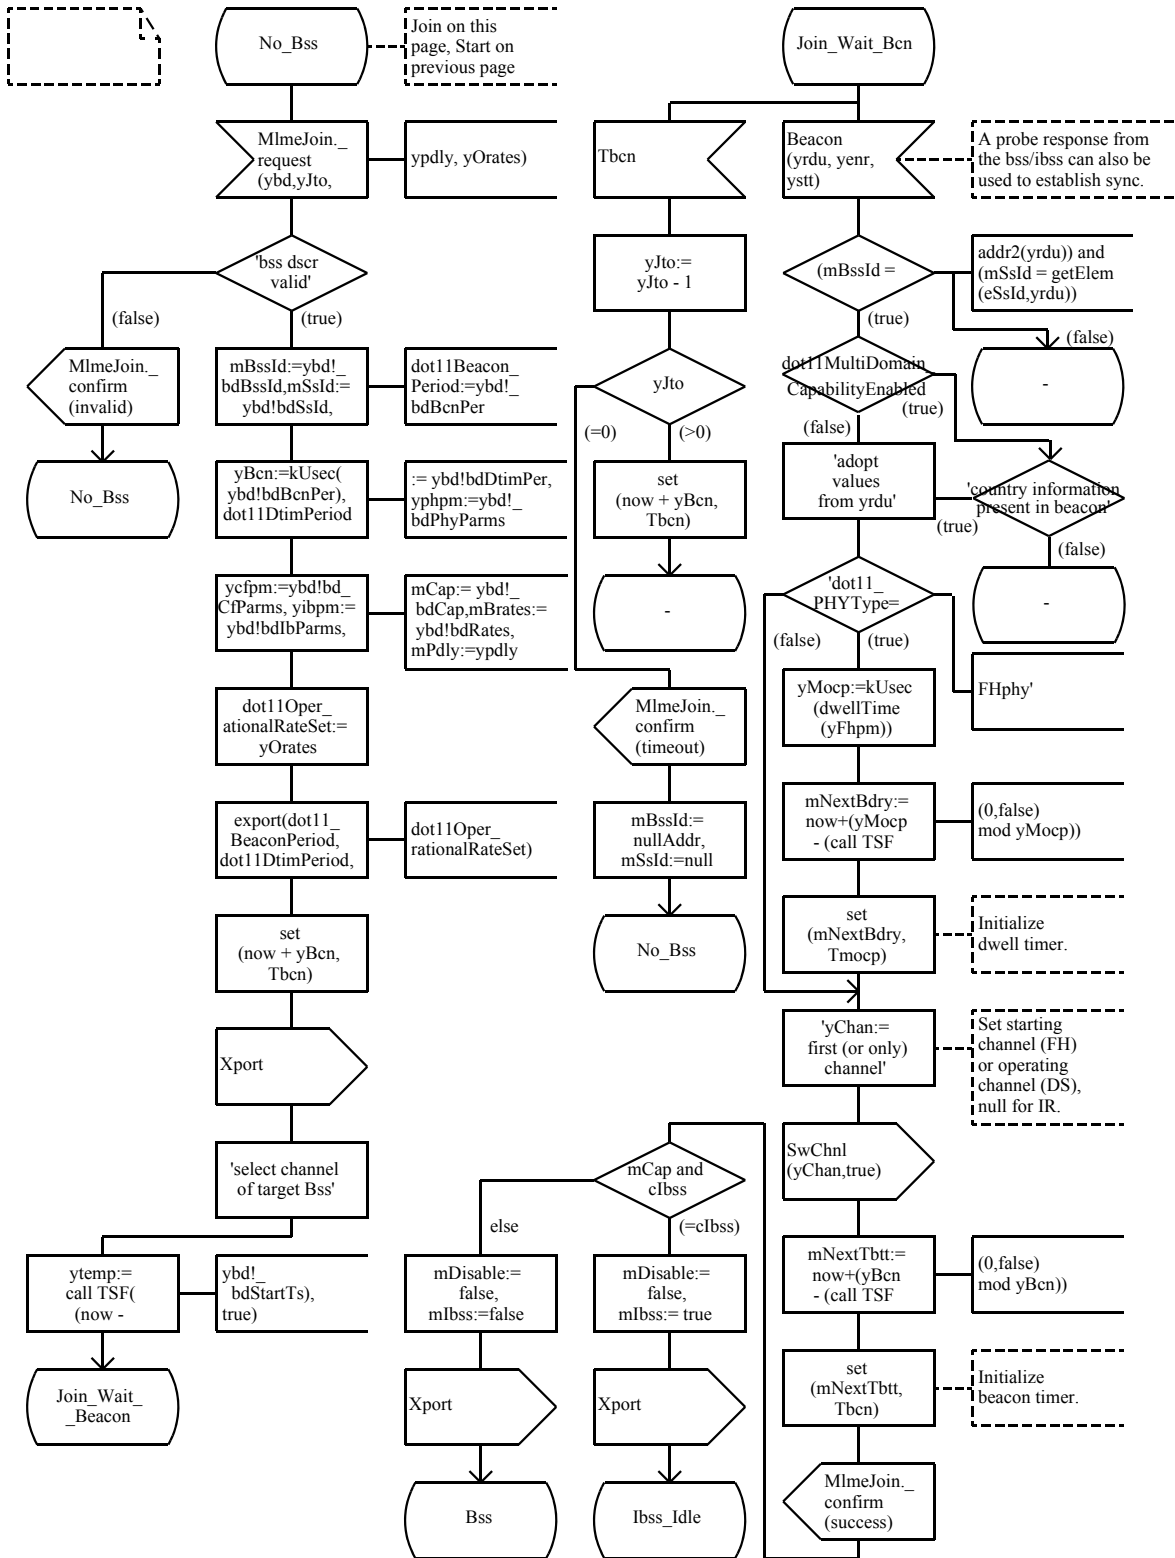 No_Bss
Join on this
page, Start on
previous page
MlmeJoin._
request
(ybd,yJto,
ypdly, yOrates)
'bss dscr
valid'
(false)
(true)
MlmeJoin._
confirm
(invalid)
No_Bss
mBssId:=ybd!_
bdBssId,mSsId:=
ybd!bdSsId,
dot11Beacon_
Period:=ybd!_
bdBcnPer
yBcn:=kUsec(
ybd!bdBcnPer),
dot11DtimPeriod
:= ybd!bdDtimPer,
yphpm:=ybd!_
bdPhyParms
ycfpm:=ybd!bd_
CfParms, yibpm:=
ybd!bdIbParms,
mCap:= ybd!_
bdCap,mBrates:=
ybd!bdRates,
mPdly:=ypdly
dot11Oper_
ationalRateSet:=
yOrates
export(dot11_
BeaconPeriod,
dot11DtimPeriod,
dot11Oper_
rationalRateSet)
set
(now + yBcn,
Tbcn)
Xport
'select channel
of target Bss'
ytemp:=
call TSF(
(now -
ybd!_
bdStartTs),
true)
Join_Wait_
_Beacon
Join_Wait_Bcn
Tbcn
yJto:=
yJto - 1
yJto
(=0)
(>0)
set
(now + yBcn,
Tbcn)
-
MlmeJoin._
confirm
(timeout)
mBssId:=
nullAddr,
mSsId:=null
No_Bss
Beacon
(yrdu, yenr,
ystt)
A probe response from
the bss/ibss can also be
used to establish sync.
(mBssId =
addr2(yrdu)) and
(mSsId = getElem
(eSsId,yrdu))
(true)
(false)
-
dot11MultiDomain
CapabilityEnabled
(true)
(false)
'adopt
values
from yrdu'
'country information
present in beacon'
(true)
(false)
-
'dot11_
PHYType=
FHphy'
(false)
(true)
yMocp:=kUsec
(dwellTime
(yFhpm))
mNextBdry:=
now+(yMocp
- (call TSF
(0,false)
mod yMocp))
set
(mNextBdry,
Tmocp)
Initialize
dwell timer.
'yChan:=
first (or only)
channel'
Set starting
channel (FH)
or operating
channel (DS),
null for IR.
SwChnl
(yChan,true)
mNextTbtt:=
now+(yBcn
- (call TSF
(0,false)
mod yBcn))
set
(mNextTbtt,
Tbcn)
Initialize
beacon timer.
MlmeJoin._
confirm
(success)
mCap and
cIbss
else
(=cIbss)
mDisable:=
false,
mIbss:=false
mDisable:=
false,
mIbss:= true
Xport
Xport
Bss
Ibss_Idle